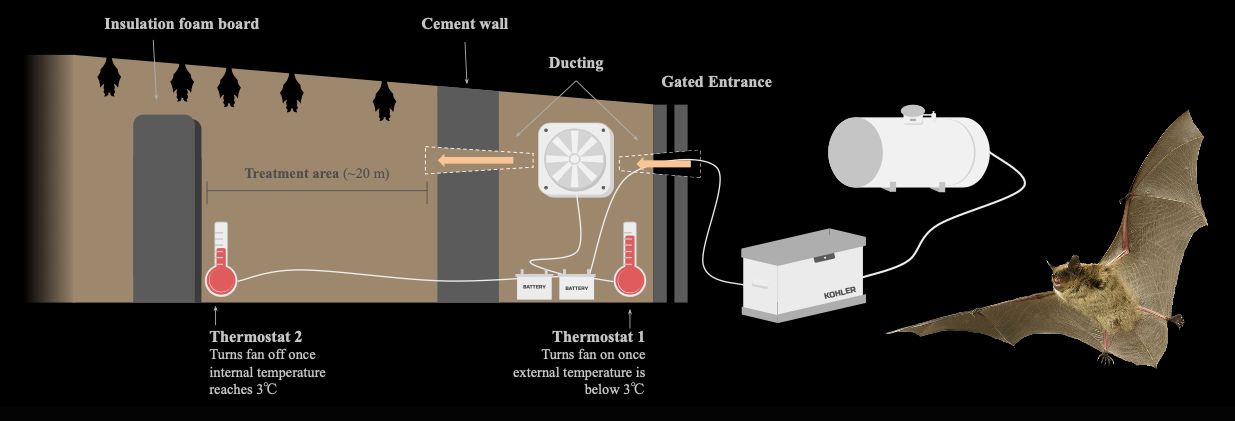 Insulation foam board
Cement wall
Ducting
Gated Entrance
Treatment area (~20 m)
BATTERY
BATTERY
KOHLER
Thermostat 2
Turns fan off once
internal temperature
reaches 3℃
Thermostat 1
Turns fan on once
external temperature is
below 3℃